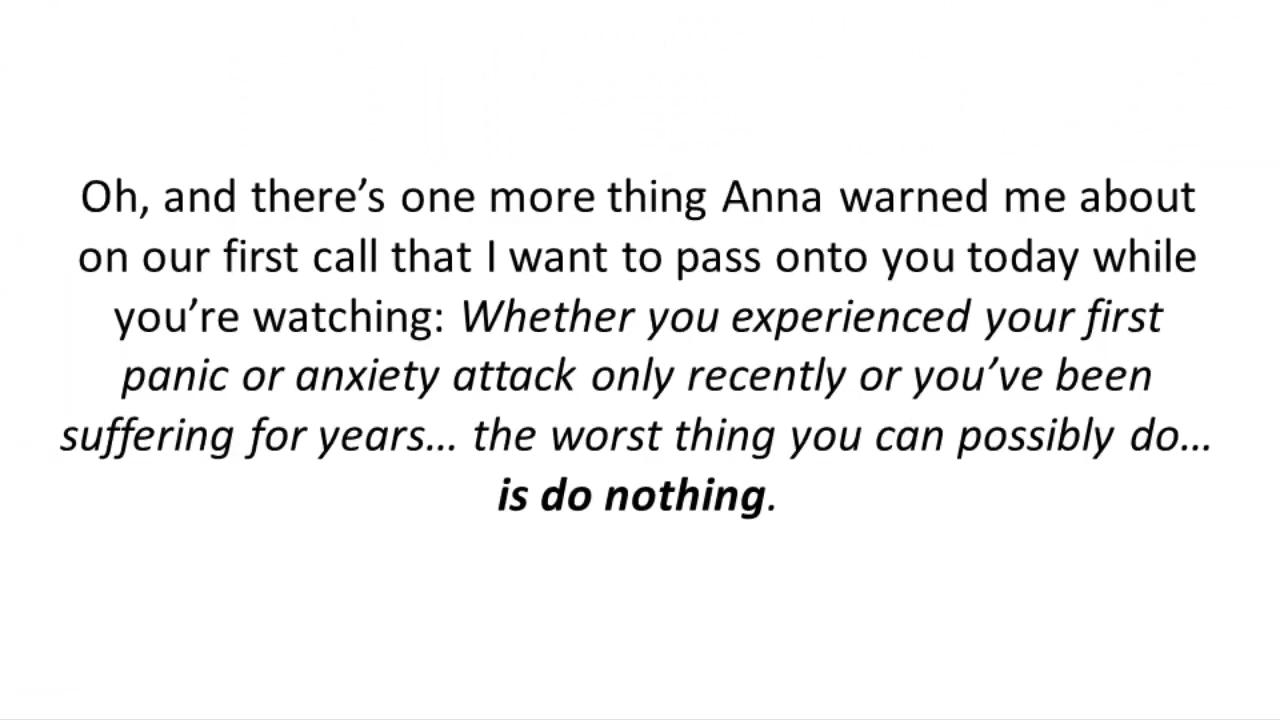 Oh, and there’s one more thing Anna warned me about
on our first call that I want to pass onto you today while
you’re watching: Whether you experienced your first
panic or anxiety attack only recently or you’ve been
suffering for years… the worst thing you can possibly do…
is do nothing.